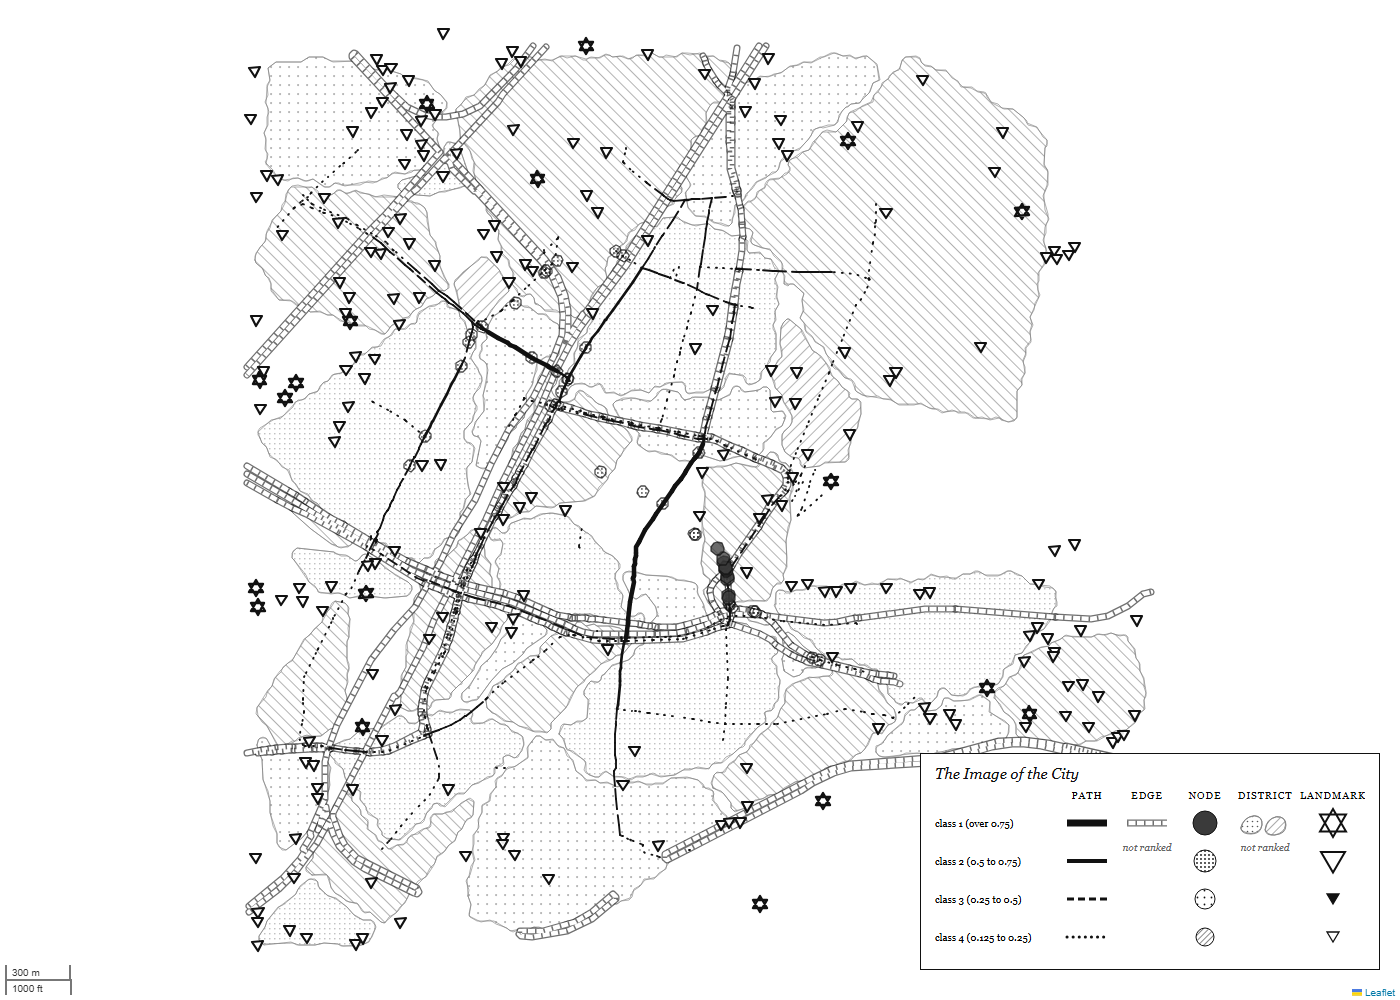 The Image of the City
PATH EDGE NODE DISTRICT LANDMARK
class 1 (over 0.75)
not ranked not ranked
class 2 (0.5 to 0.75)
class 3 (0.25 to 0.5)
class 4 (0.125 to 0.25)
300 m
1000 ft
Leaflet